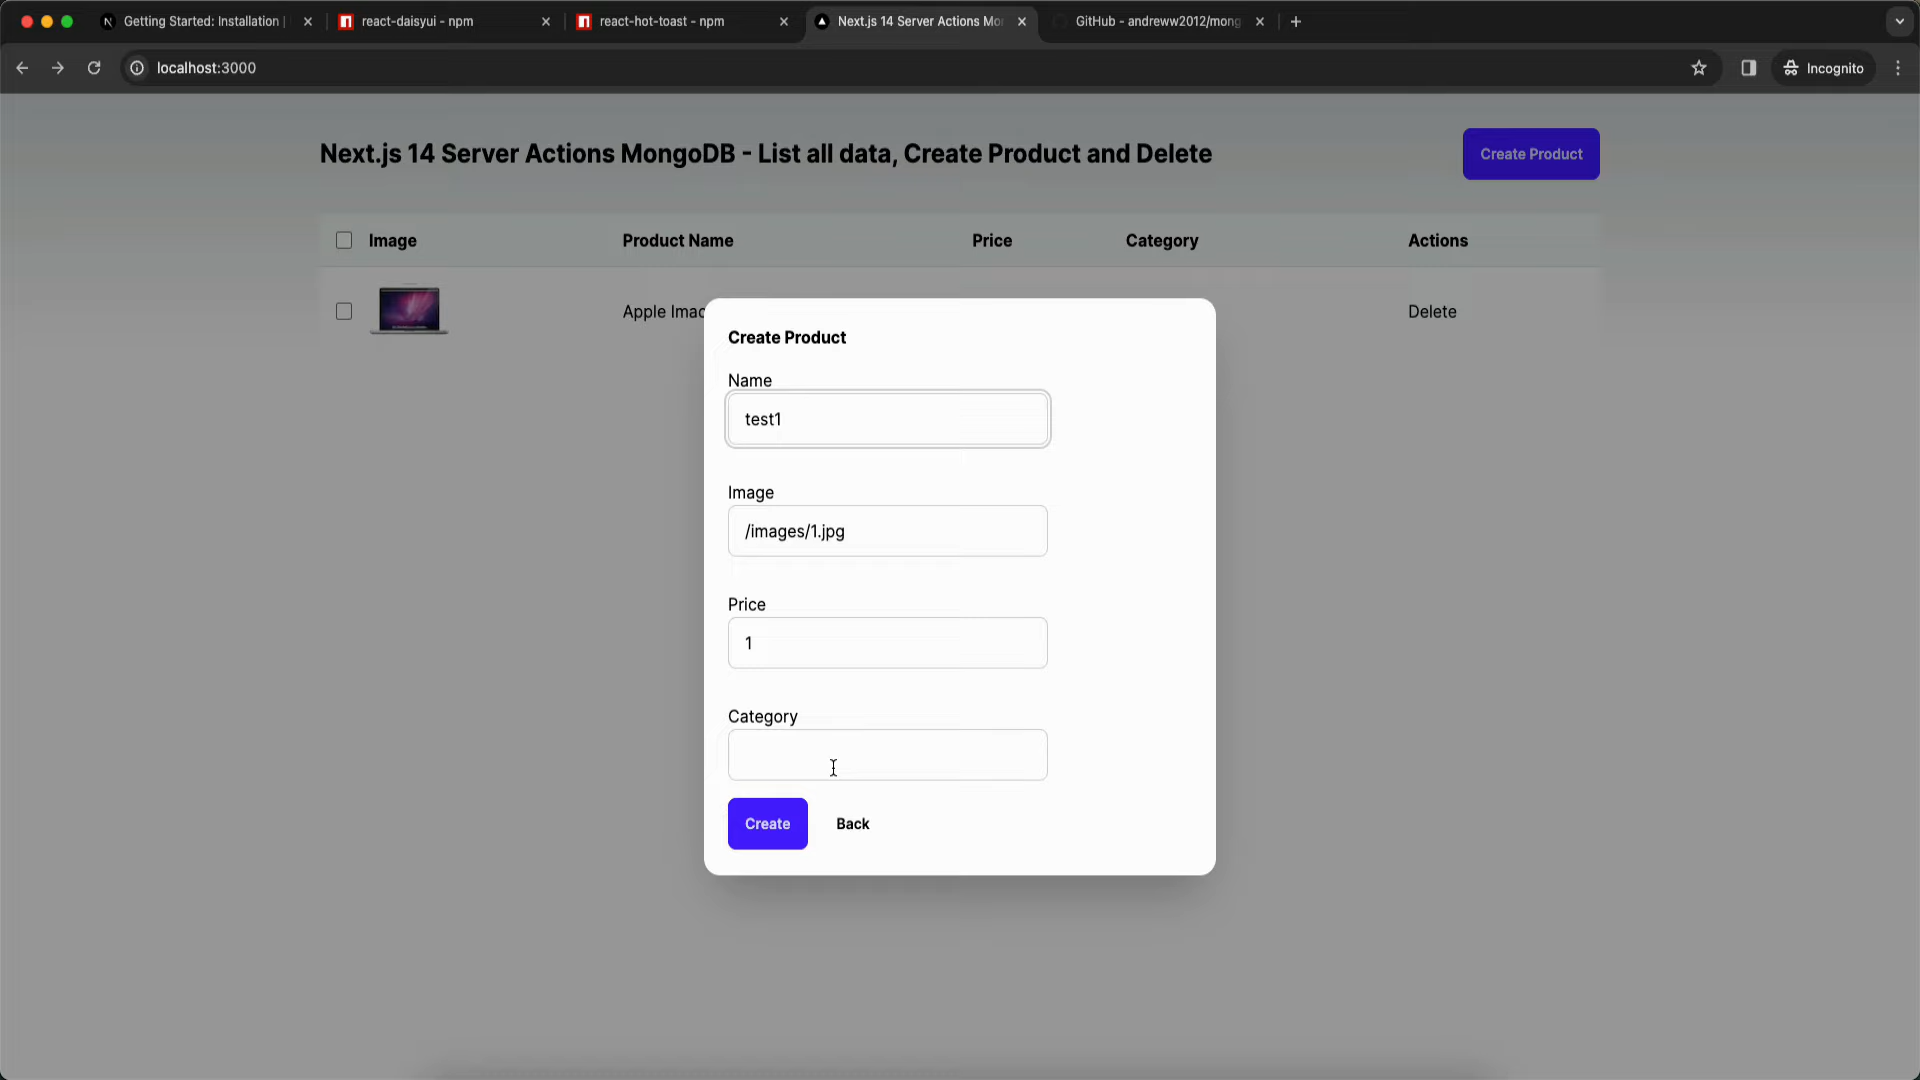 Getting Started: Installation
react-daisyui - npm
react-hot-toast - npm
Next.js 14 Server Actions Mo
GitHub - andreww2012/mong
localhost:3000
Incognito
Next.js 14 Server Actions MongoDB - List all data, Create Product and Delete
Create Product
Image Product Name Price Category Actions
Apple Imac
Delete
Create Product
Name
test1
Image
/images/1.jpg
Price
1
Category
Create
Back